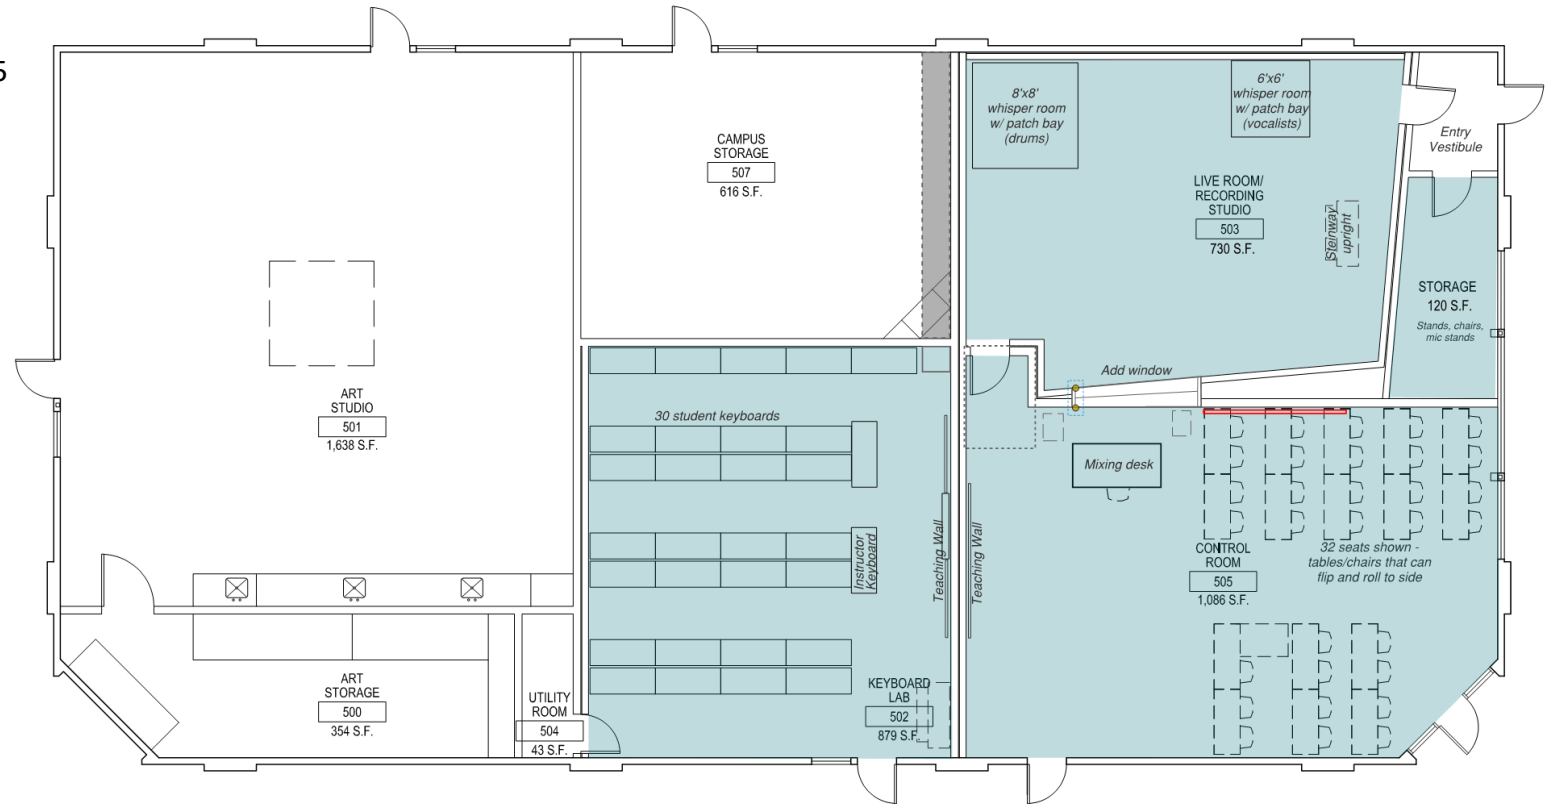 5
8'x8'
whisper room
w/ patch bay
(drums)
6'x6'
whisper room
w/ patch bay
(vocalists)
Entry
Vestibule
CAMPUS
STORAGE
507
616 S.F.
LIVE ROOM/
RECORDING
STUDIO
503
730 S.F.
Steinway
upright
STORAGE
120 S.F.
Stands, chairs,
mic stands
Add window
ART
STUDIO
501
1,638 S.F.
30 student keyboards
Instructor
Keyboard
Teaching Wall
Teaching Wall
Mixing desk
CONTROL
ROOM
505
1,086 S.F.
32 seats shown -
tables/chairs that can
flip and roll to side
ART
STORAGE
500
354 S.F.
UTILITY
ROOM
504
43 S.F.
KEYBOARD
LAB
502
879 S.F.